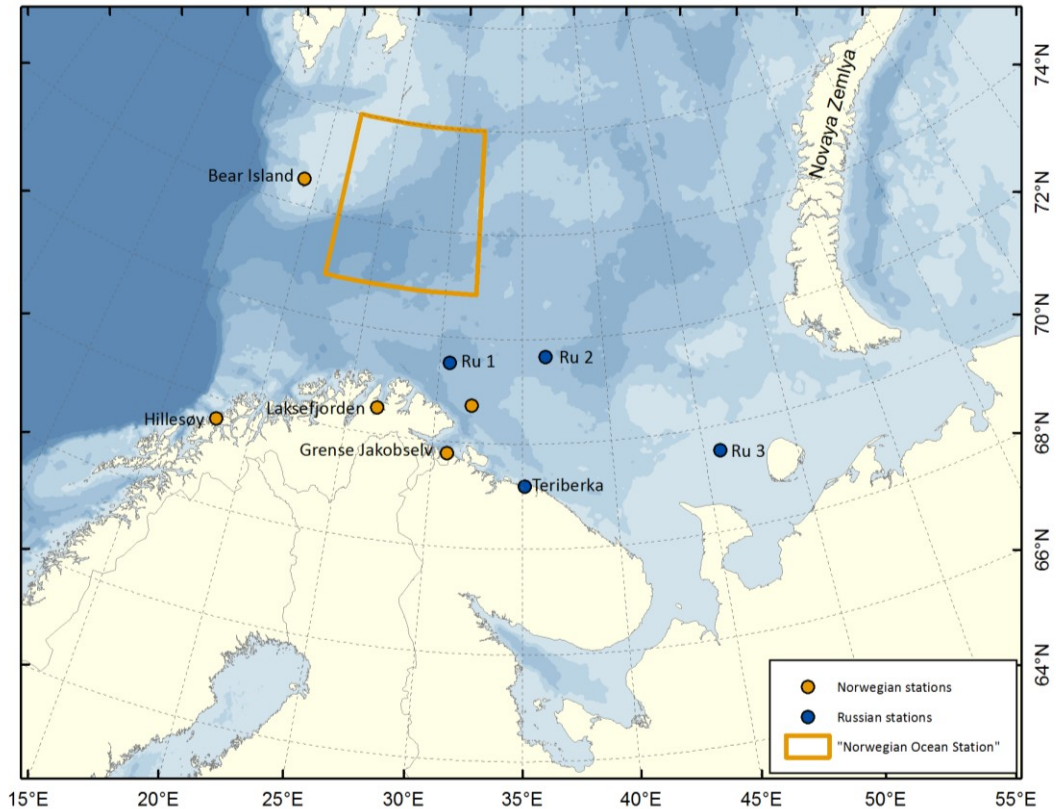 74°N
72°N
70°N
68°N
66°N
64°N
Novaya Zemlya
Bear Island
Ru 1
Ru 2
Laksefjorden
Hillesøy
Grense Jakobselv
Ru 3
Teriberka
Norwegian stations
Russian stations
"Norwegian Ocean Station"
15°E
20°E
25°E
30°E
35°E
40°E
45°E
50°E
55°E